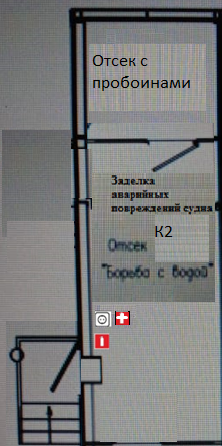 Отсек с
пробоинами
Заделка
аварийных
повреждений судна
К2
Отсек
"Борьба с водой"